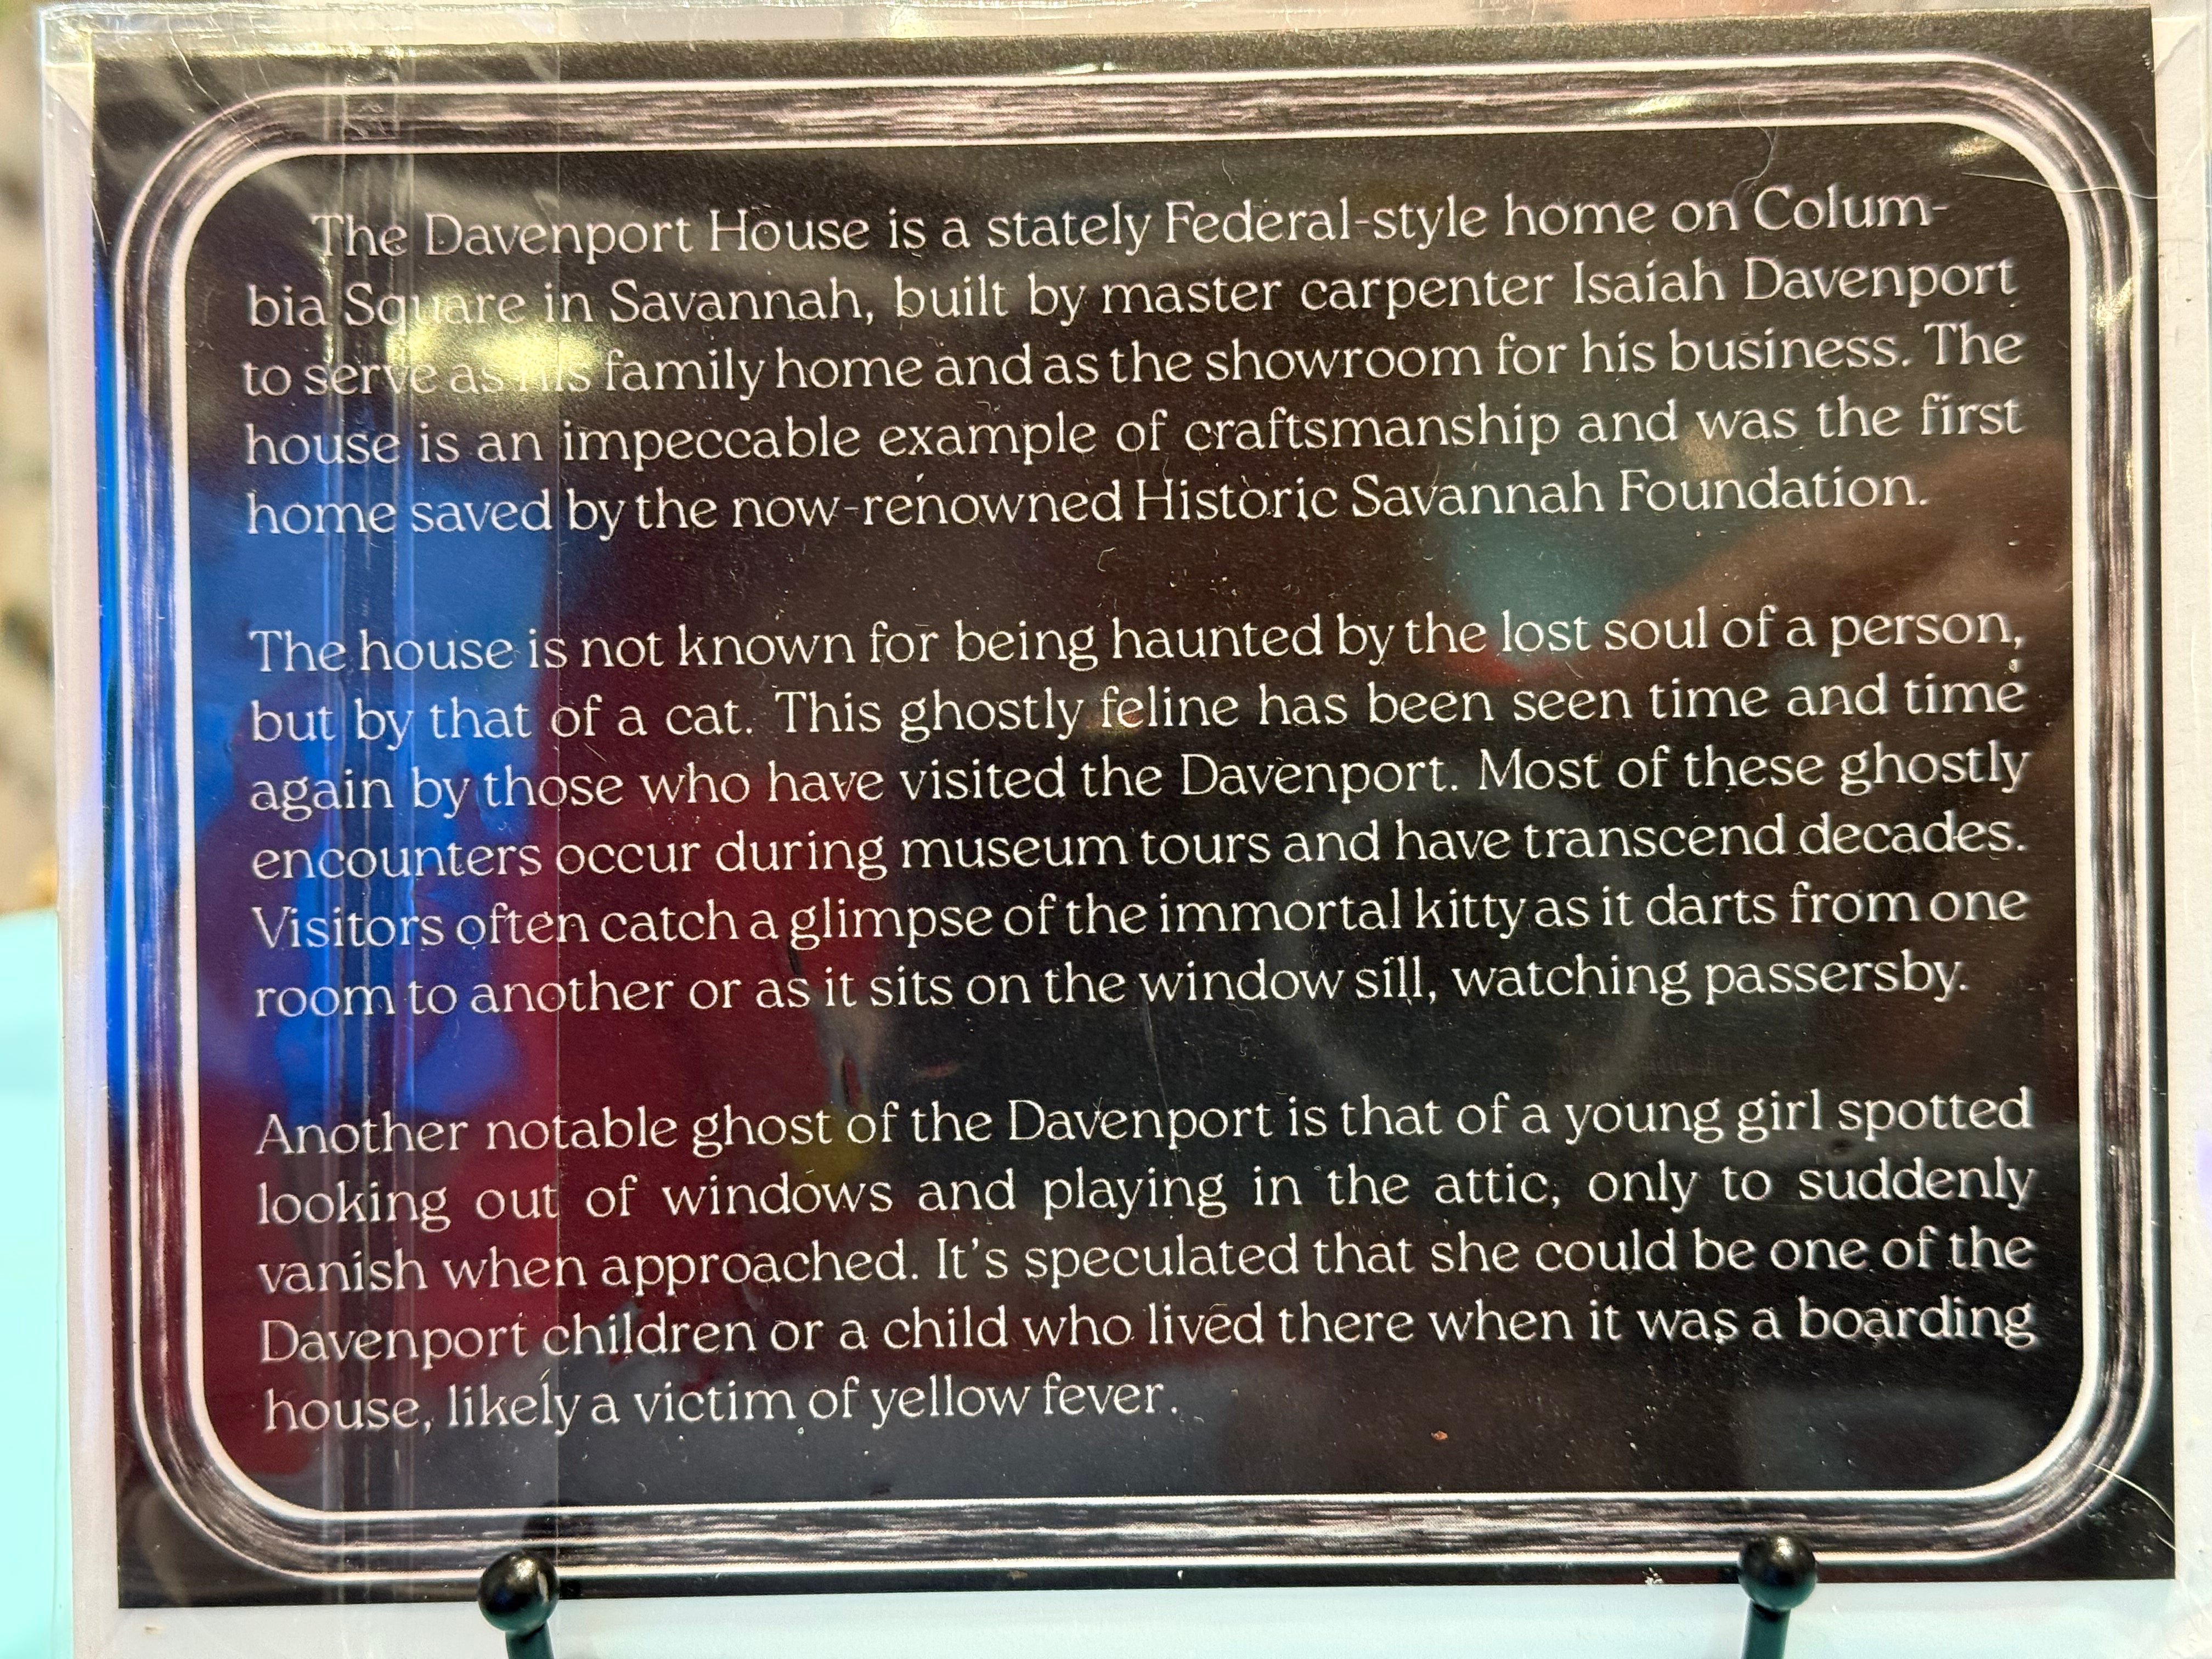 The Davenport House is a stately Federal-style home on Colum-
bia Square in Savannah, built by master carpenter Isaiah Davenport
to serve as his family home and as the showroom for his business. The
house is an impeccable example of craftsmanship and was the first
home saved by the now-renowned Historic Savannah Foundation.
The house is not known for being haunted by the lost soul of a person,
but by that of a cat. This ghostly feline has been seen time and time
again by those who have visited the Davenport. Most of these ghostly
encounters occur during museum tours and have transcend decades.
Visitors often catch a glimpse of the immortal kitty as it darts from one
room to another or as it sits on the window sill, watching passersby.
Another notable ghost of the Davenport is that of a young girl spotted
looking out of windows and playing in the attic, only to suddenly
vanish when approached. It's speculated that she could be one of the
Davenport children or a child who lived there when it was a boarding
house, likely a victim of yellow fever.